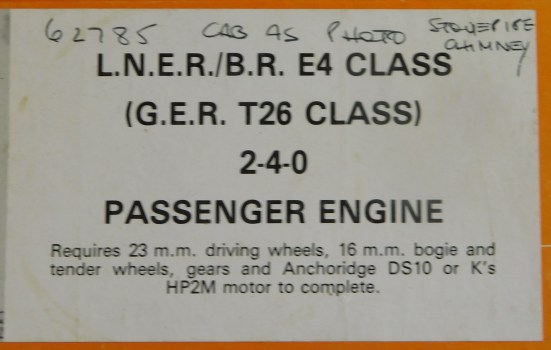 62785 CAB AS PHOTO STOVEPIPE
CHIMNEY
L.N.E.R./B.R. E4 CLASS
(G.E.R. T26 CLASS)
2-4-0
PASSENGER ENGINE
Requires 23 m.m. driving wheels, 16 m.m. bogie and
tender wheels, gears and Anchoridge DS10 or K's
HP2M motor to complete.